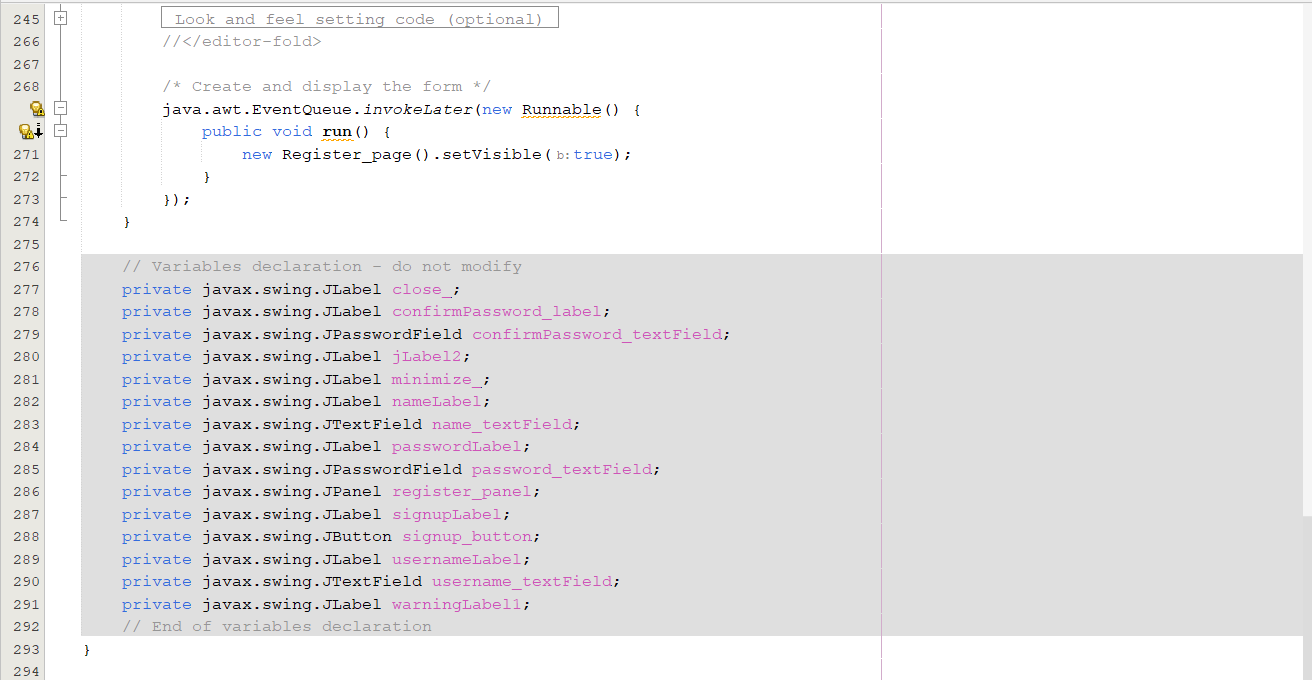 245 Look and feel setting code (optional)
266 //</editor-fold>
267
268 /* Create and display the form */
java.awt.EventQueue.invokeLater(new Runnable() {
public void run() {
271 new Register_page().setVisible( b: true);
272 }
273 });
274 }
275
276 // Variables declaration - do not modify
277 private javax.swing.JLabel close_;
278 private javax.swing.JLabel confirmPassword_label;
279 private javax.swing.JPasswordField confirmPassword_textField;
280 private javax.swing.JLabel jLabel2;
281 private javax.swing.JLabel minimize_;
282 private javax.swing.JLabel nameLabel;
283 private javax.swing.JTextField name_textField;
284 private javax.swing.JLabel passwordLabel;
285 private javax.swing.JPasswordField password_textField;
286 private javax.swing.JPanel register_panel;
287 private javax.swing.JLabel signupLabel;
288 private javax.swing.JButton signup_button;
289 private javax.swing.JLabel usernameLabel;
290 private javax.swing.JTextField username_textField;
291 private javax.swing.JLabel warningLabel1;
292 // End of variables declaration
293 }
294